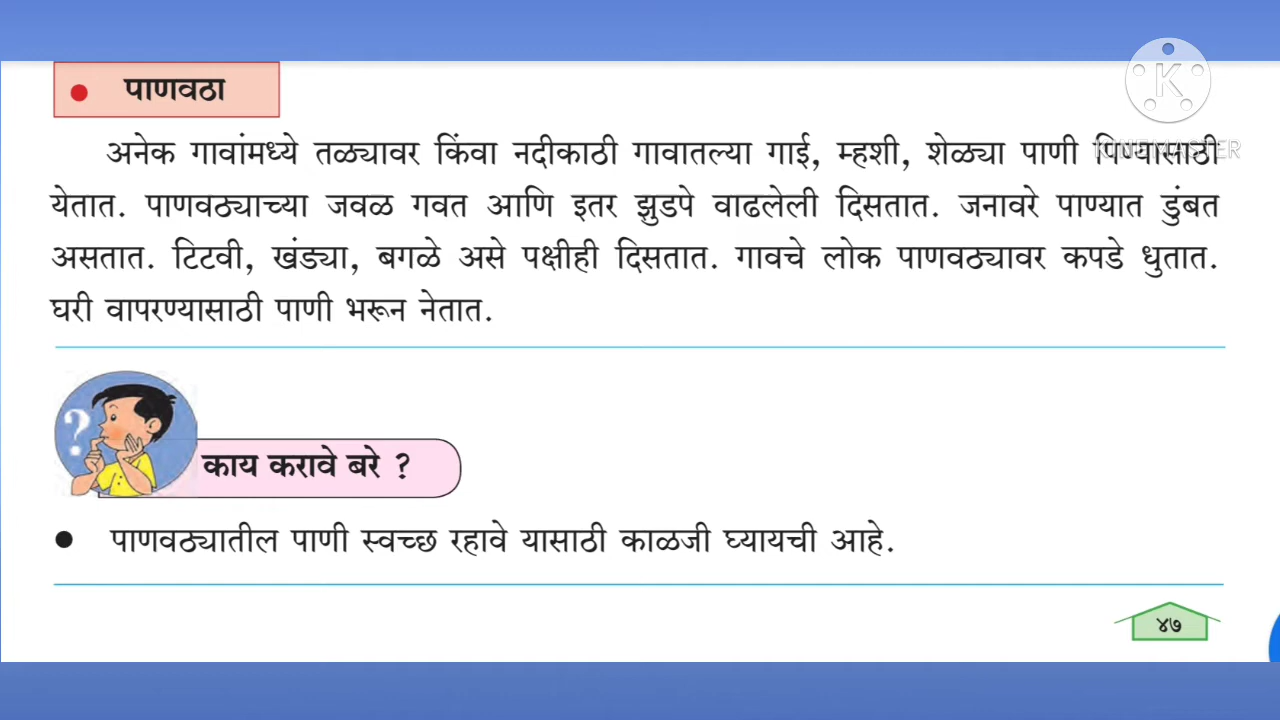 पाणवठा
अनेक गावांमध्ये तळ्यावर किंवा नदीकाठी गावातल्या गाई, म्हशी, शेळ्या पाणी पिण्यासाठी
येतात. पाणवठ्याच्या जवळ गवत आणि इतर झुडपे वाढलेली दिसतात. जनावरे पाण्यात डुंबत
असतात. टिटवी, खंड्या, बगळे असे पक्षीही दिसतात. गावचे लोक पाणवठ्यावर कपडे धुतात.
घरी वापरण्यासाठी पाणी भरून नेतात.
?
काय करावे बरे ?
● पाणवठ्यातील पाणी स्वच्छ रहावे यासाठी काळजी घ्यायची आहे.
४७
K
KINEMASTER